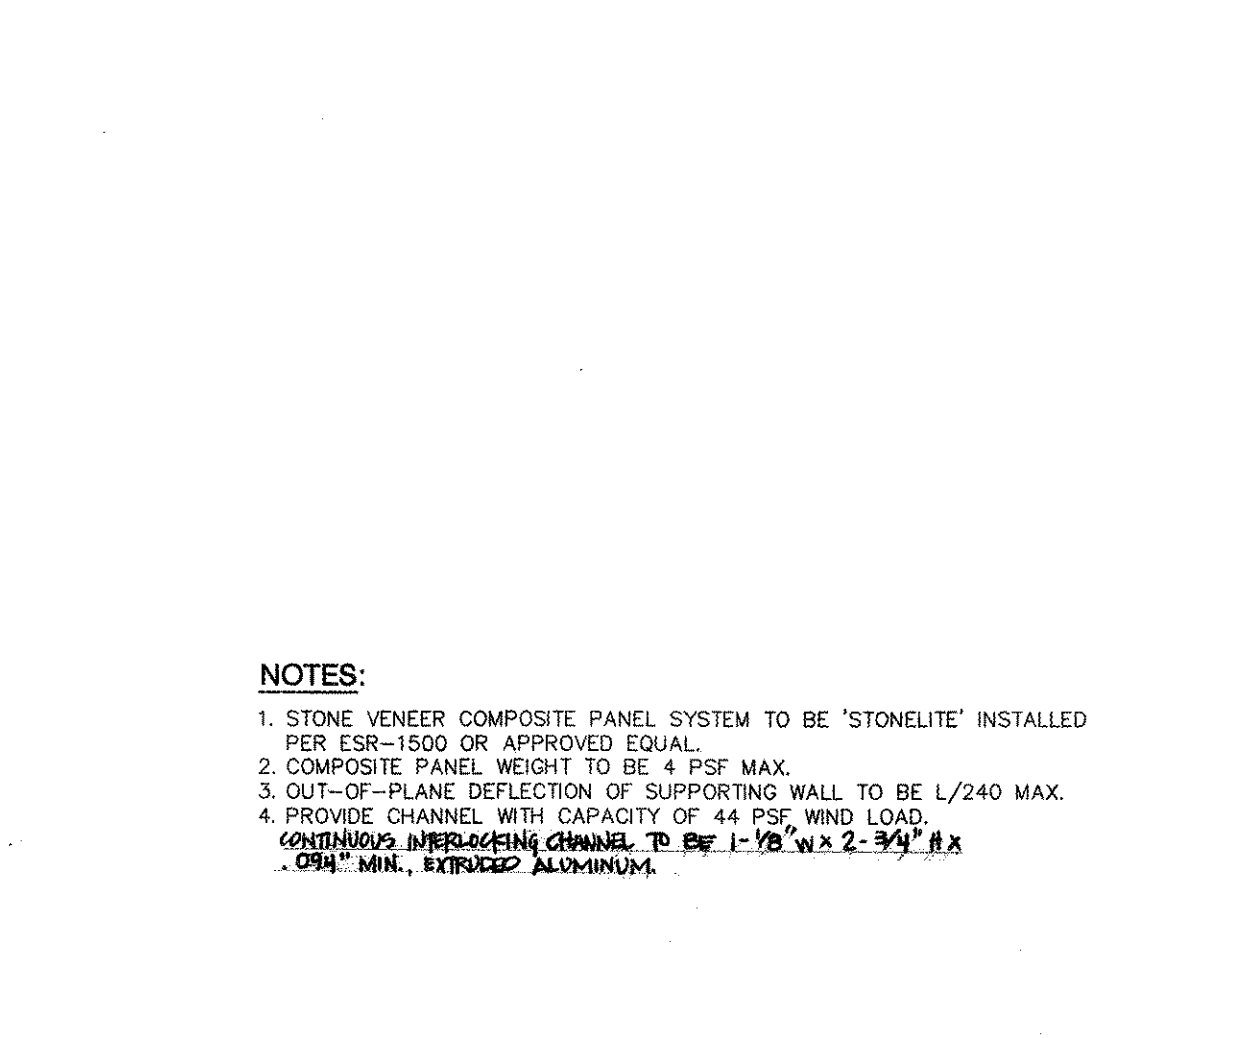 NOTES:
1. STONE VENEER COMPOSITE PANEL SYSTEM TO BE 'STONELITE' INSTALLED
PER ESR-1500 OR APPROVED EQUAL.
2. COMPOSITE PANEL WEIGHT TO BE 4 PSF MAX.
3. OUT-OF-PLANE DEFLECTION OF SUPPORTING WALL TO BE L/240 MAX.
4. PROVIDE CHANNEL WITH CAPACITY OF 44 PSF WIND LOAD.
CONTINUOUS INTERLOCKING CHANNEL TO BE 1-1/8" W X 2-3/4" H X
.094" MIN., EXTRUDED ALUMINUM.